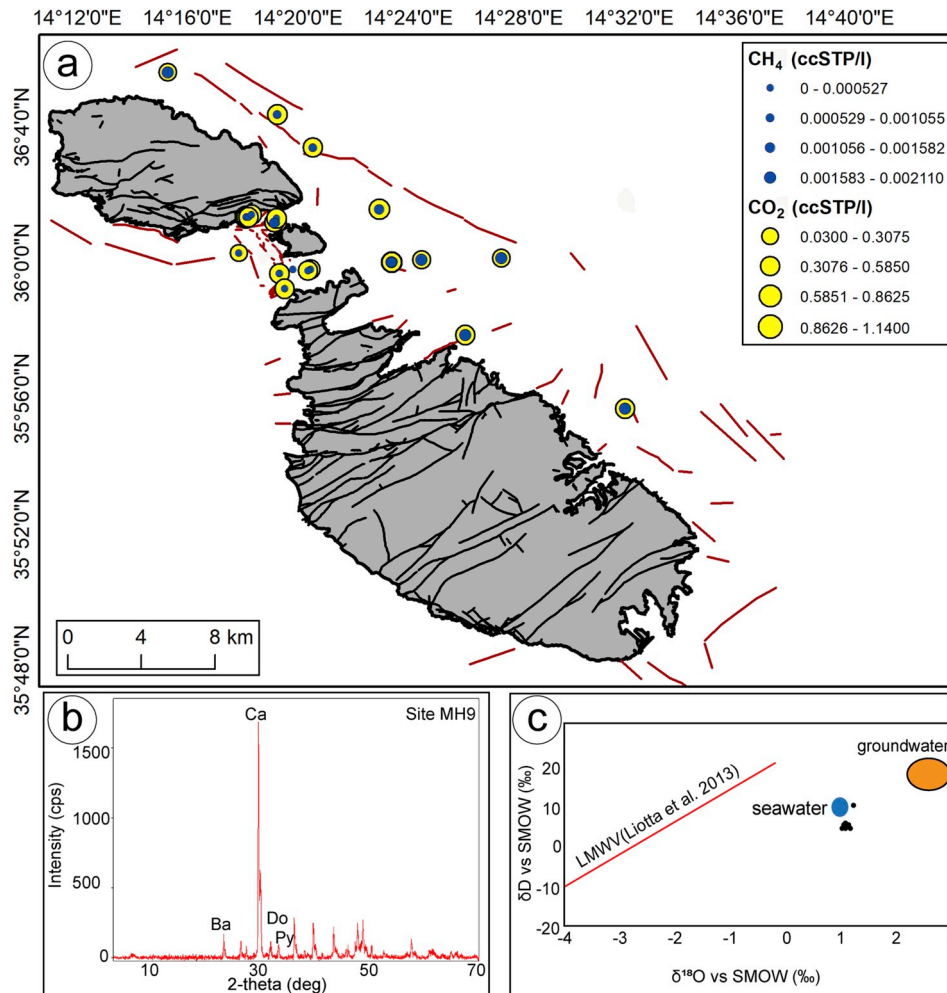 14°12'0"E 14°16'0"E 14°20'0"E 14°24'0"E 14°28'0"E 14°32'0"E 14°36'0"E 14°40'0"E
a
36°4'0"N
36°0'0"N
35°56'0"N
35°52'0"N
35°48'0"N
CH₄ (ccSTP/l)
0 - 0.000527
0.000529 - 0.001055
0.001056 - 0.001582
0.001583 - 0.002110
CO₂ (ccSTP/l)
0.0300 - 0.3075
0.3076 - 0.5850
0.5851 - 0.8625
0.8626 - 1.1400
0 4 8 km
b
Site MH9
Ca
Ba
Do
Py
Intensity (cps)
1500
1000
500
0
10 30 50 70
2-theta (deg)
c
groundwater
seawater
LMWV(Liotta et al. 2013)
δD vs SMOW (‰)
20
10
0
-10
-20
-4 -3 -2 -1 0 1 2
δ¹⁸O vs SMOW (‰)